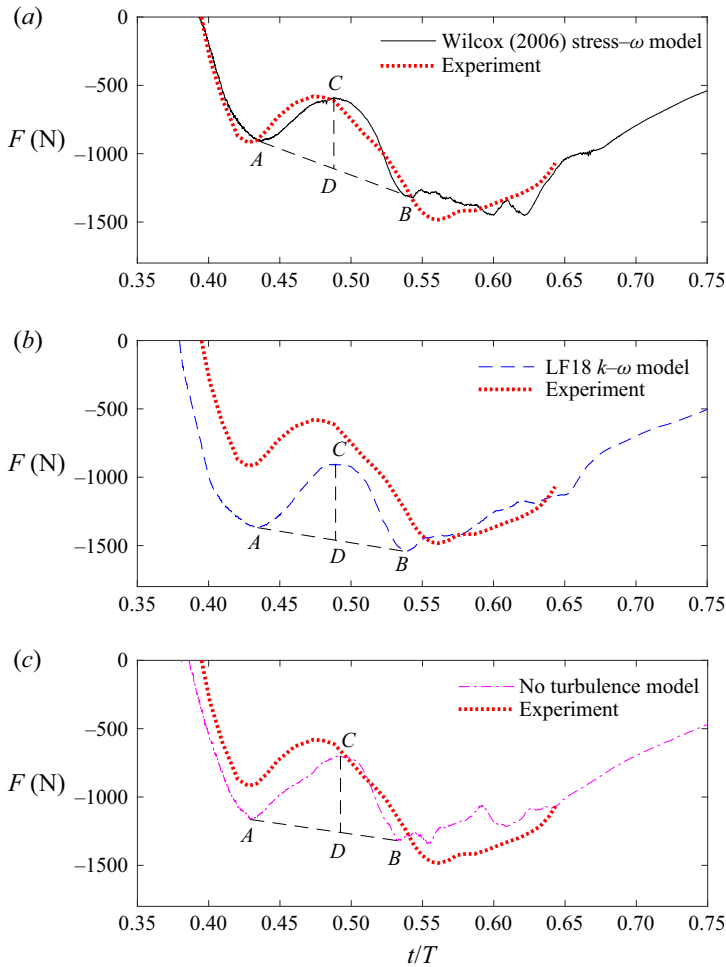 (a)
0
–500
–1000
–1500
F (N)
Wilcox (2006) stress–ω model
Experiment
C
A
D
B
0.35 0.40 0.45 0.50 0.55 0.60 0.65 0.70 0.75
(b)
0
–500
–1000
–1500
F (N)
LF18 k–ω model
Experiment
C
A
D
B
0.35 0.40 0.45 0.50 0.55 0.60 0.65 0.70 0.75
(c)
0
–500
–1000
–1500
F (N)
No turbulence model
Experiment
C
A
D
B
0.35 0.40 0.45 0.50 0.55 0.60 0.65 0.70 0.75
t/T